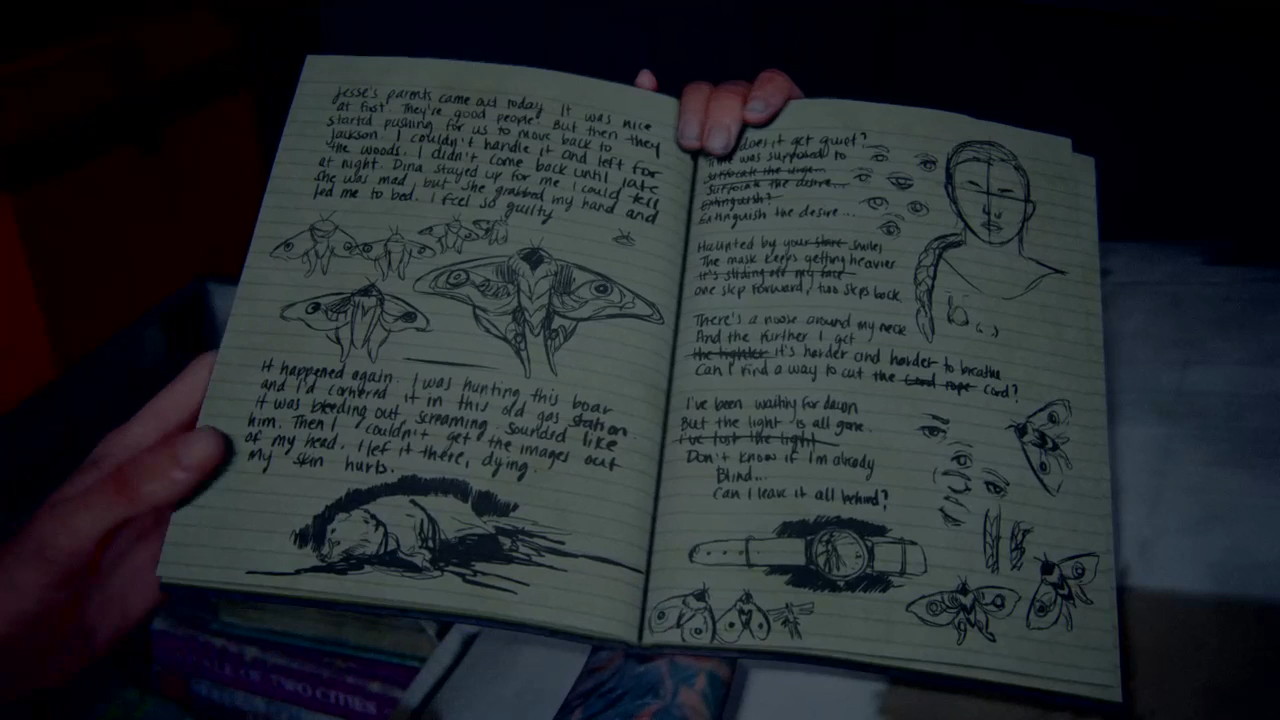 Jesse's parents came out today. It was nice
at first. They're good people. But then they
started pushing for us to move back to
Jackson. I couldn't handle it and left for
the woods. I didn't come back until late
at night. Dina stayed up for me. I could tell
she was mad, but she grabbed my hand and
led me to bed. I feel so guilty
It happened again. I was hunting this boar
and I'd cornered it in this old gas station.
It was bleeding out, screaming. Sounded like
him. Then I couldn't get the images out
of my head. I left it there, dying.
My skin hurts.
does it get quiet?
Time was supposed to
suffocate the urge...
suffocate the desire...
Extinguish?
Extinguish the desire...
Haunted by your stare smiles
The mask keeps getting heavier
It's sliding off my face
one step forward, two steps back.
There's a noose around my neck
And the further I get
the tighter it's harder and harder to breathe
Can I find a way to cut the rope cord?
I've been waiting for dawn
But the light is all gone.
I've lost the light
Don't know if I'm already
Blind...
Can I leave it all behind?
TALE OF TWO CITIES